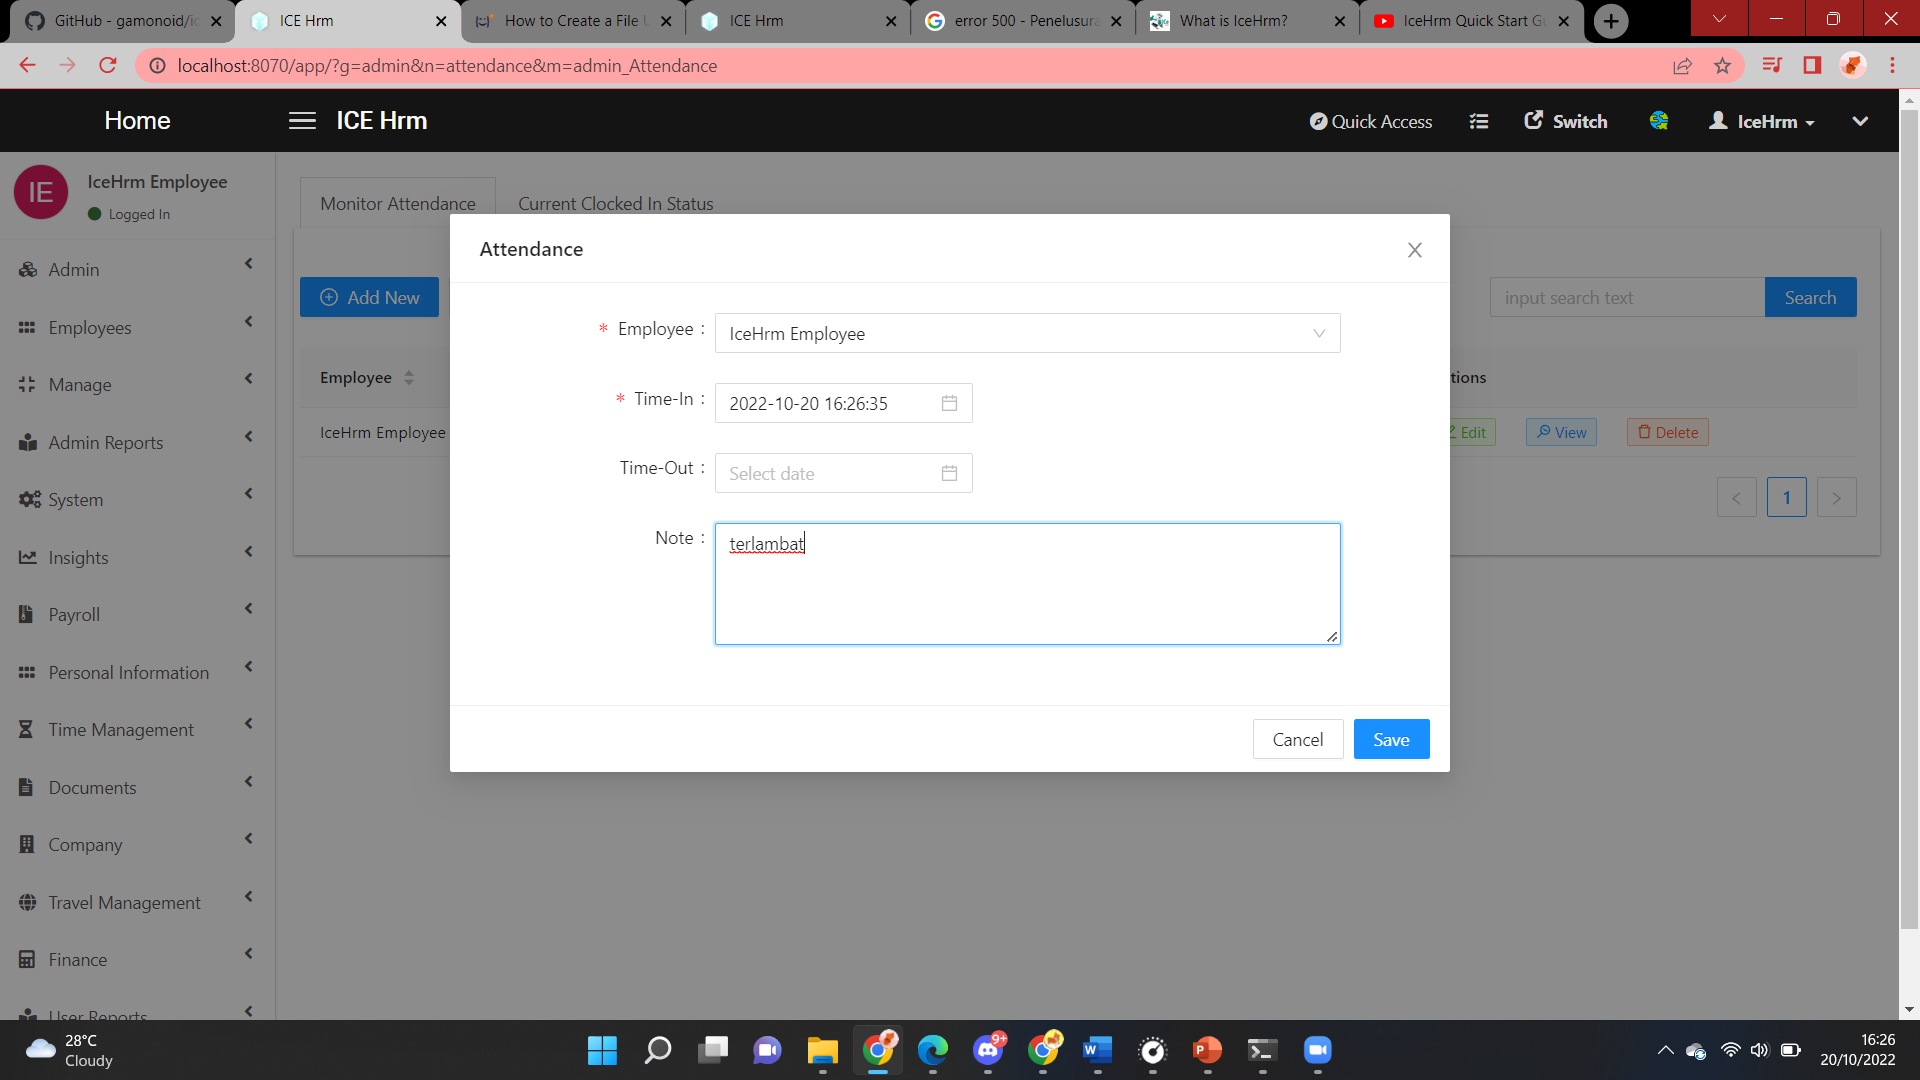 GitHub - gamonoid/ic
ICE Hrm
How to Create a File U
ICE Hrm
error 500 - Penelusura
What is IceHrm?
IceHrm Quick Start Gu
localhost:8070/app/?g=admin&n=attendance&m=admin_Attendance
Home
ICE Hrm
Quick Access
Switch
IceHrm
IE
IceHrm Employee
Logged In
Admin
Employees
Manage
Admin Reports
System
Insights
Payroll
Personal Information
Time Management
Documents
Company
Travel Management
Finance
User Reports
Monitor Attendance
Current Clocked In Status
Add New
input search text
Search
Employee
tions
IceHrm Employee
Edit
View
Delete
< 1 >
Attendance
* Employee :
IceHrm Employee
* Time-In :
2022-10-20 16:26:35
Time-Out :
Select date
Note :
terlambat
Cancel
Save
28°C
Cloudy
9+
16:26
20/10/2022